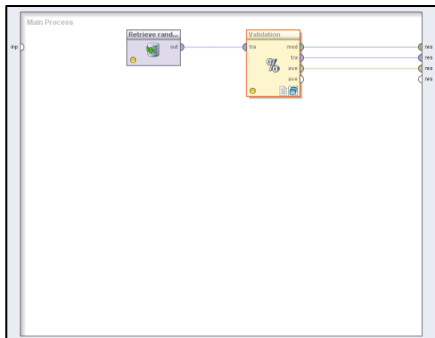 Main Process
Retrieve rand...
Validation
inp
out
tra
mod
tra
ave
ave
%
res
res
res
res